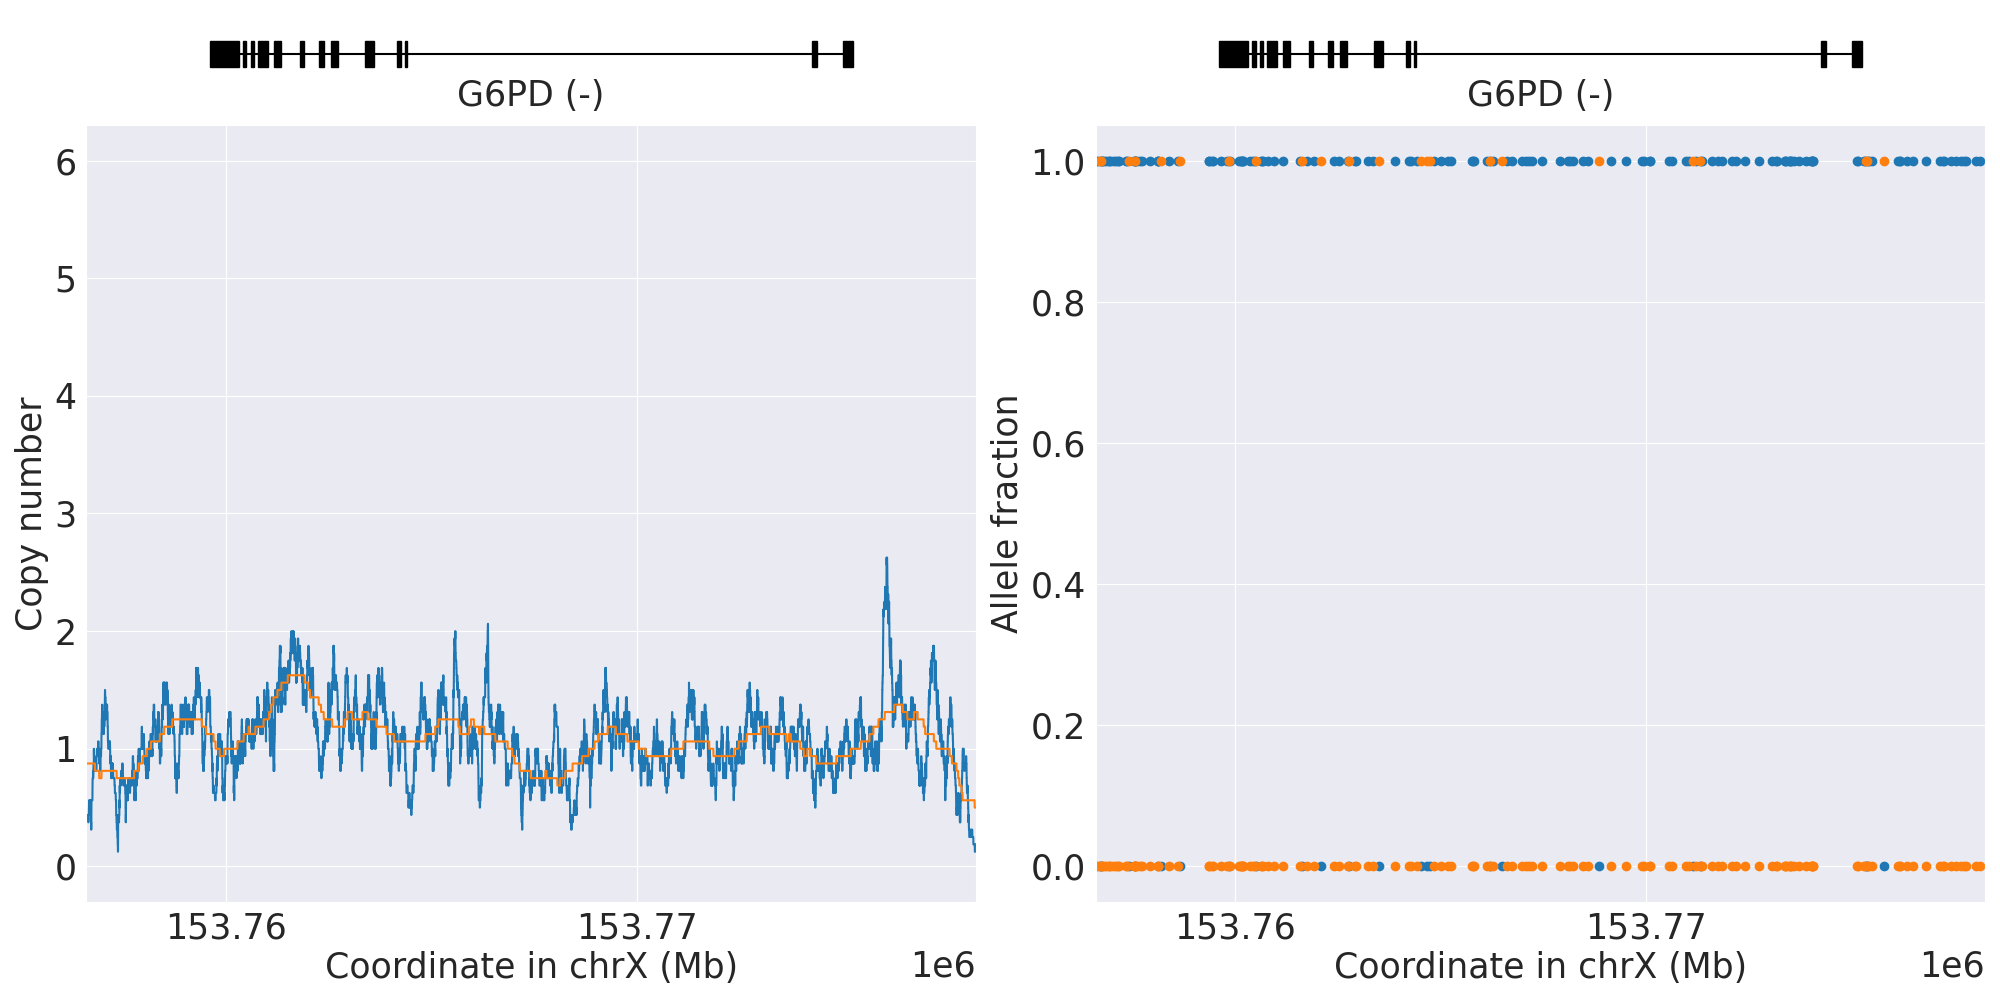 G6PD (-)
6
5
4
3
2
1
0
Copy number
153.76
153.77
Coordinate in chrX (Mb)
1e6
G6PD (-)
1.0
0.8
0.6
0.4
0.2
0.0
Allele fraction
153.76
153.77
Coordinate in chrX (Mb)
1e6